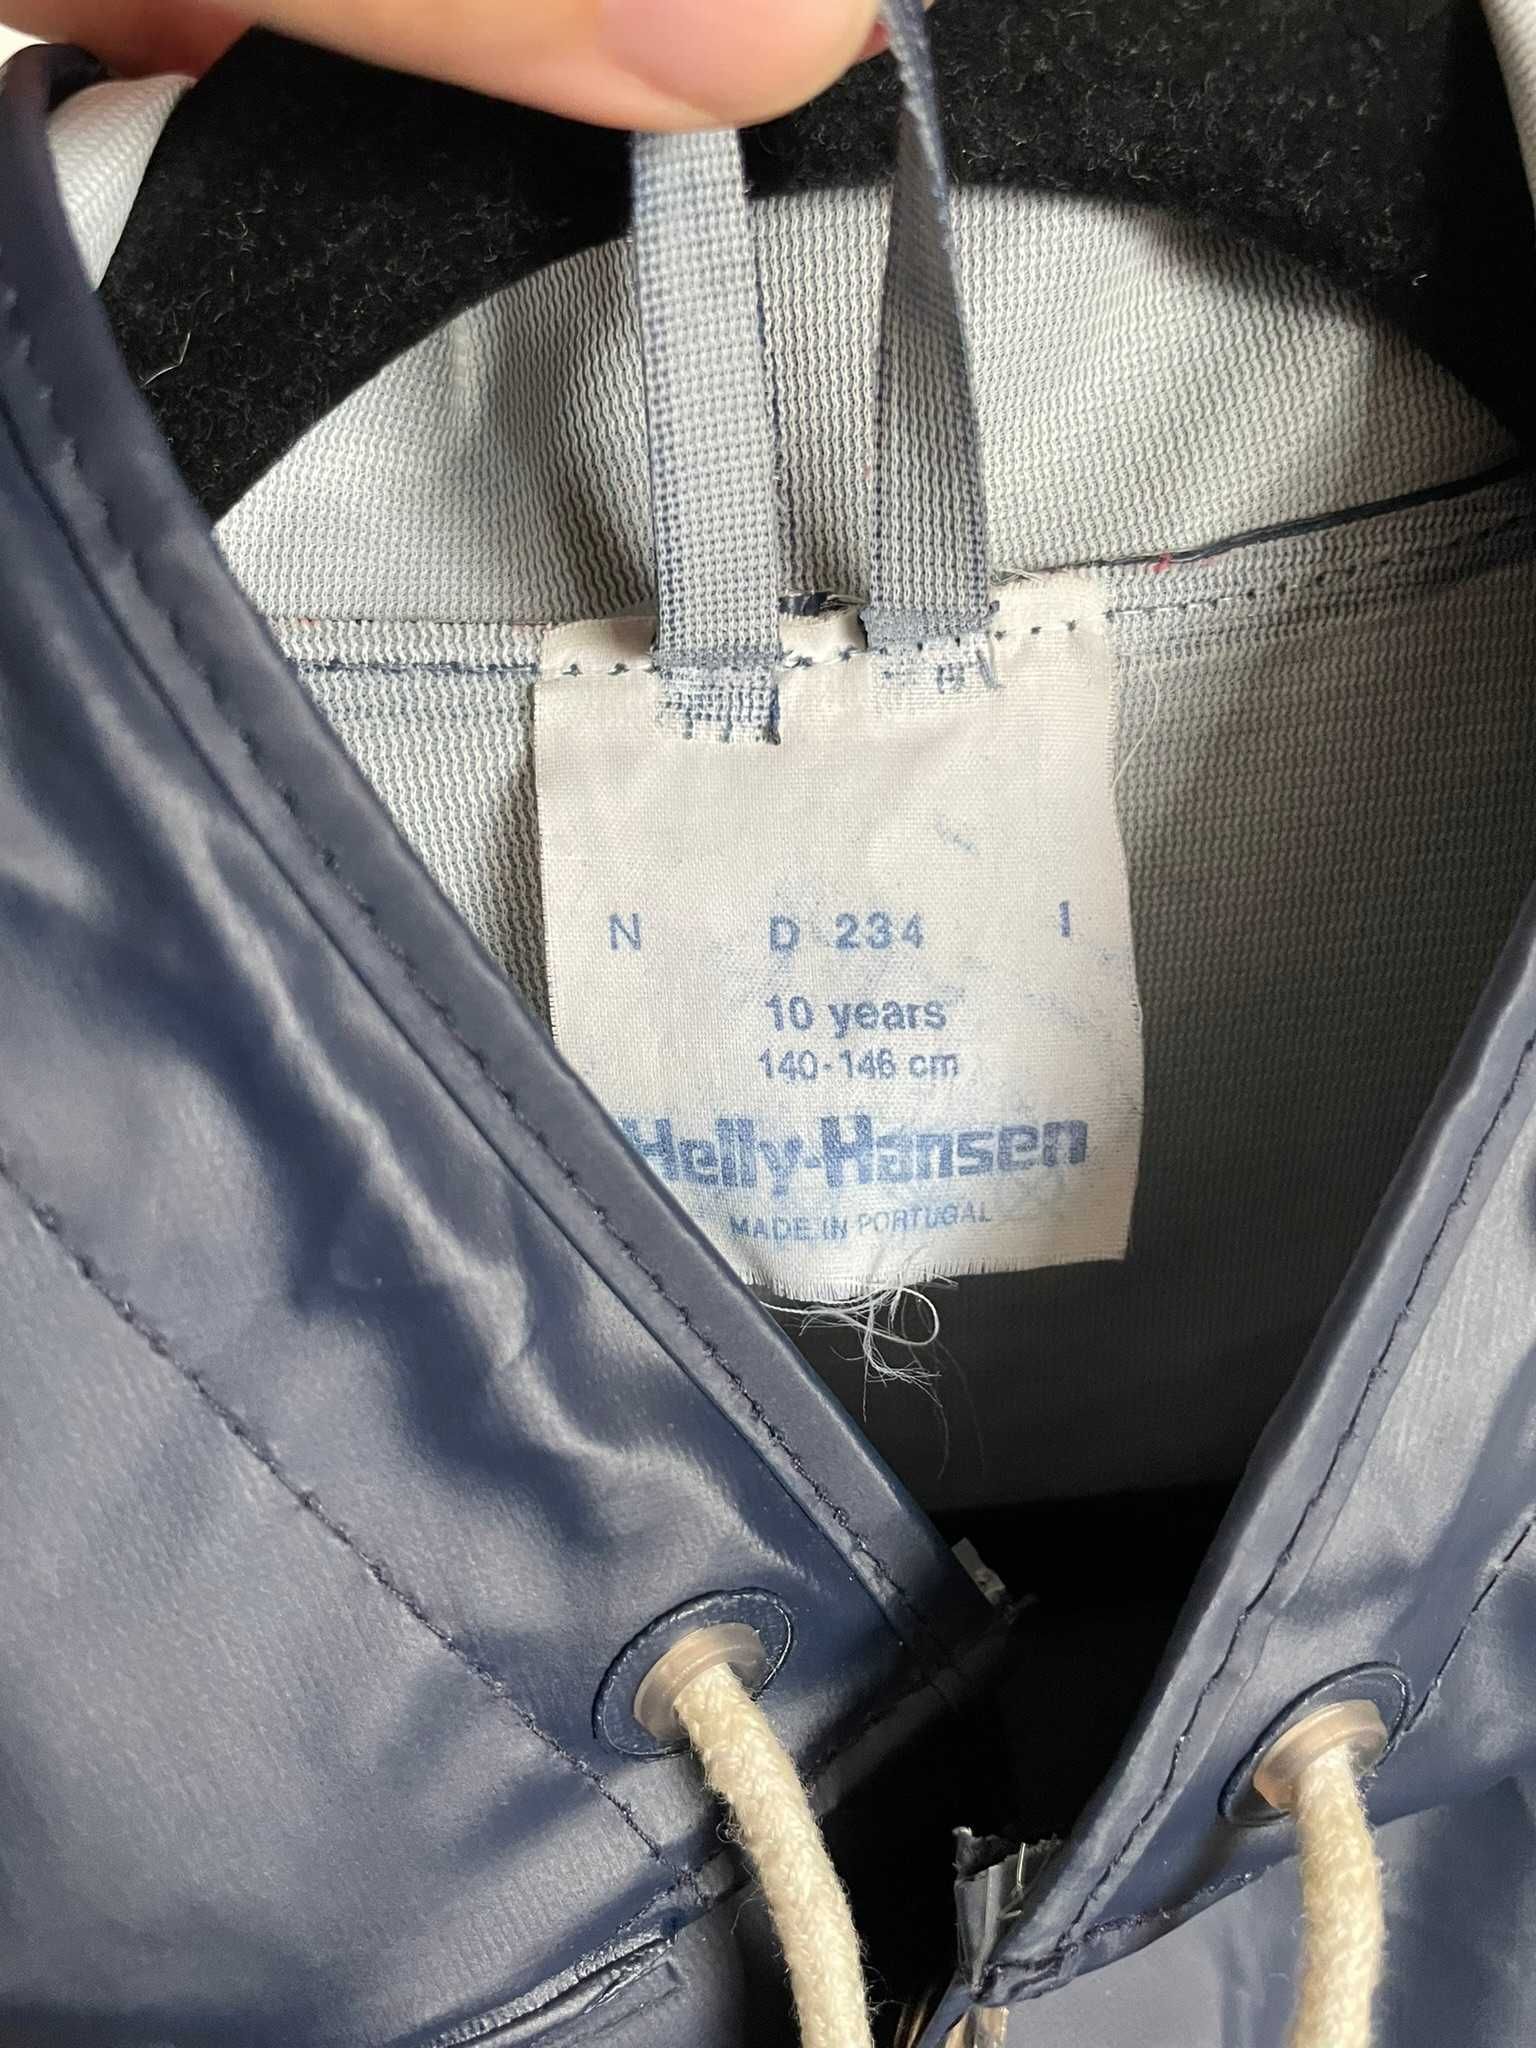 N D 234 I
10 years
140-146 cm
Helly-Hansen
MADE IN PORTUGAL